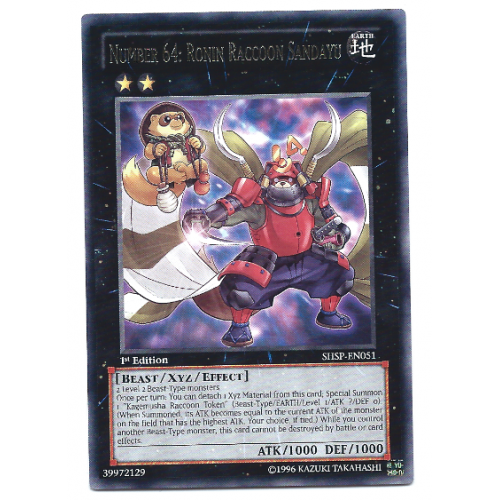 NUMBER 64: RONIN RACCOON SANDAYU
EARTH
地
64
1st Edition
SHSP-EN051
[BEAST/XYZ/EFFECT]
2 Level 2 Beast-Type monsters
Once per turn: You can detach 1 Xyz Material from this card; Special Summon
1 "Kagemusha Raccoon Token" (Beast-Type/EARTH/Level 1/ATK ?/DEF 0).
(When Summoned, its ATK becomes equal to the current ATK of the monster
on the field that has the highest ATK. Your choice, if tied.) While you control
another Beast-Type monster, this card cannot be destroyed by battle or card
effects.
ATK/1000 DEF/1000
39972129
©1996 KAZUKI TAKAHASHI